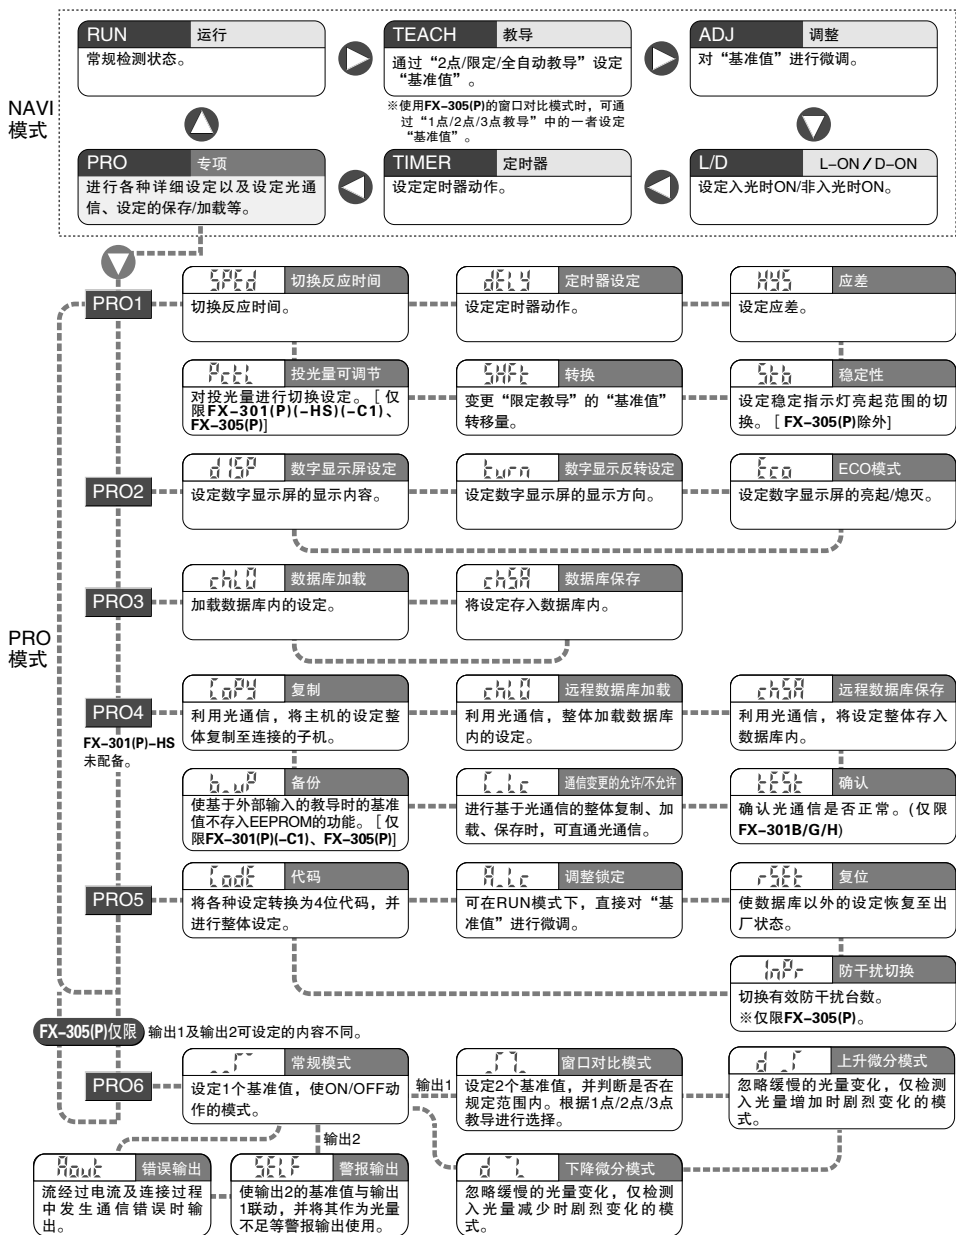 NAVI
模式
RUN 运行
常规检测状态。
TEACH 教导
通过“2点/限定/全自动教导”设定
“基准值”。
※使用FX-305(P)的窗口对比模式时，可通
过“1点/2点/3点教导”中的一者设定
“基准值”。
ADJ 调整
对“基准值”进行微调。
PRO 专项
进行各种详细设定以及设定光通
信、设定的保存/加载等。
TIMER 定时器
设定定时器动作。
L/D L-ON/D-ON
设定入光时ON/非入光时ON。
PRO
模式
PRO1
SPEd 切换反应时间
切换反应时间。
dELY 定时器设定
设定定时器动作。
HYS 应差
设定应差。
Pctl 投光量可调节
对投光量进行切换设定。［仅
限FX-301(P)(-HS)(-C1)、
FX-305(P)］
SHFt 转换
变更“限定教导”的“基准值”
转移量。
Stb 稳定性
设定稳定指示灯亮起范围的切
换。［FX-305(P)除外］
PRO2
dISP 数字显示屏设定
设定数字显示屏的显示内容。
turn 数字显示反转设定
设定数字显示屏的显示方向。
Eco ECO模式
设定数字显示屏的亮起/熄灭。
PRO3
chLO 数据库加载
加载数据库内的设定。
chSA 数据库保存
将设定存入数据库内。
PRO4
FX-301(P)-HS
未配备。
CoPY 复制
利用光通信，将主机的设定整
体复制至连接的子机。
chLO 远程数据库加载
利用光通信，整体加载数据库
内的设定。
chSA 远程数据库保存
利用光通信，将设定整体存入
数据库内。
b_uP 备份
使基于外部输入的教导时的基准
值不存入EEPROM的功能。［仅
限FX-301(P)(-C1)、FX-305(P)］
C_Lc 通信变更的允许/不允许
进行基于光通信的整体复制、加
载、保存时，可直通光通信。
tESt 确认
确认光通信是否正常。(仅限
FX-301B/G/H)
PRO5
CodE 代码
将各种设定转换为4位代码，并
进行整体设定。
A_Lc 调整锁定
可在RUN模式下，直接对“基
准值”进行微调。
rSEt 复位
使数据库以外的设定恢复至出
厂状态。
InPr 防干扰切换
切换有效防干扰台数。
※仅限FX-305(P)。
FX-305(P)仅限 输出1及输出2可设定的内容不同。
PRO6
常规模式
设定1个基准值，使ON/OFF动
作的模式。
输出1
窗口对比模式
设定2个基准值，并判断是否在
规定范围内。根据1点/2点/3点
教导进行选择。
上升微分模式
忽略缓慢的光量变化，仅检测
入光量增加时剧烈变化的模
式。
输出2
Aout 错误输出
流经过电流及连接过程
中发生通信错误时输
出。
SELF 警报输出
使输出2的基准值与输出
1联动，并将其作为光量
不足等警报输出使用。
下降微分模式
忽略缓慢的光量变化，仅检测
入光量减少时剧烈变化的模
式。